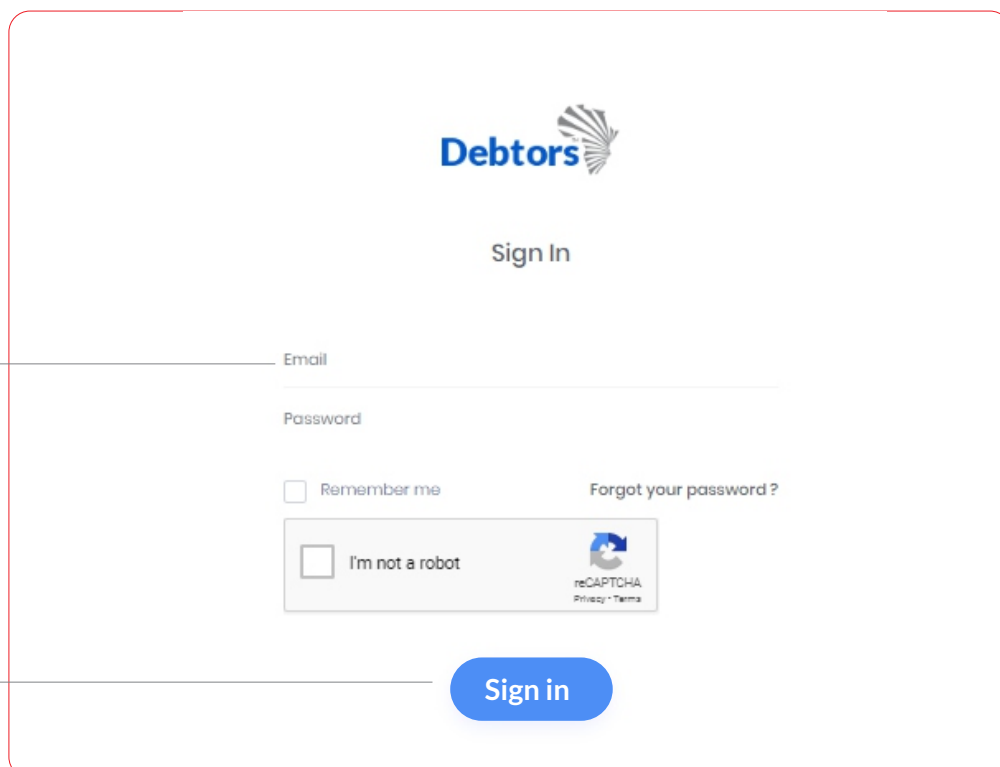 Debtors
Sign In
Email
Password
Remember me
Forgot your password ?
I'm not a robot
reCAPTCHA
Privacy - Terms
Sign in